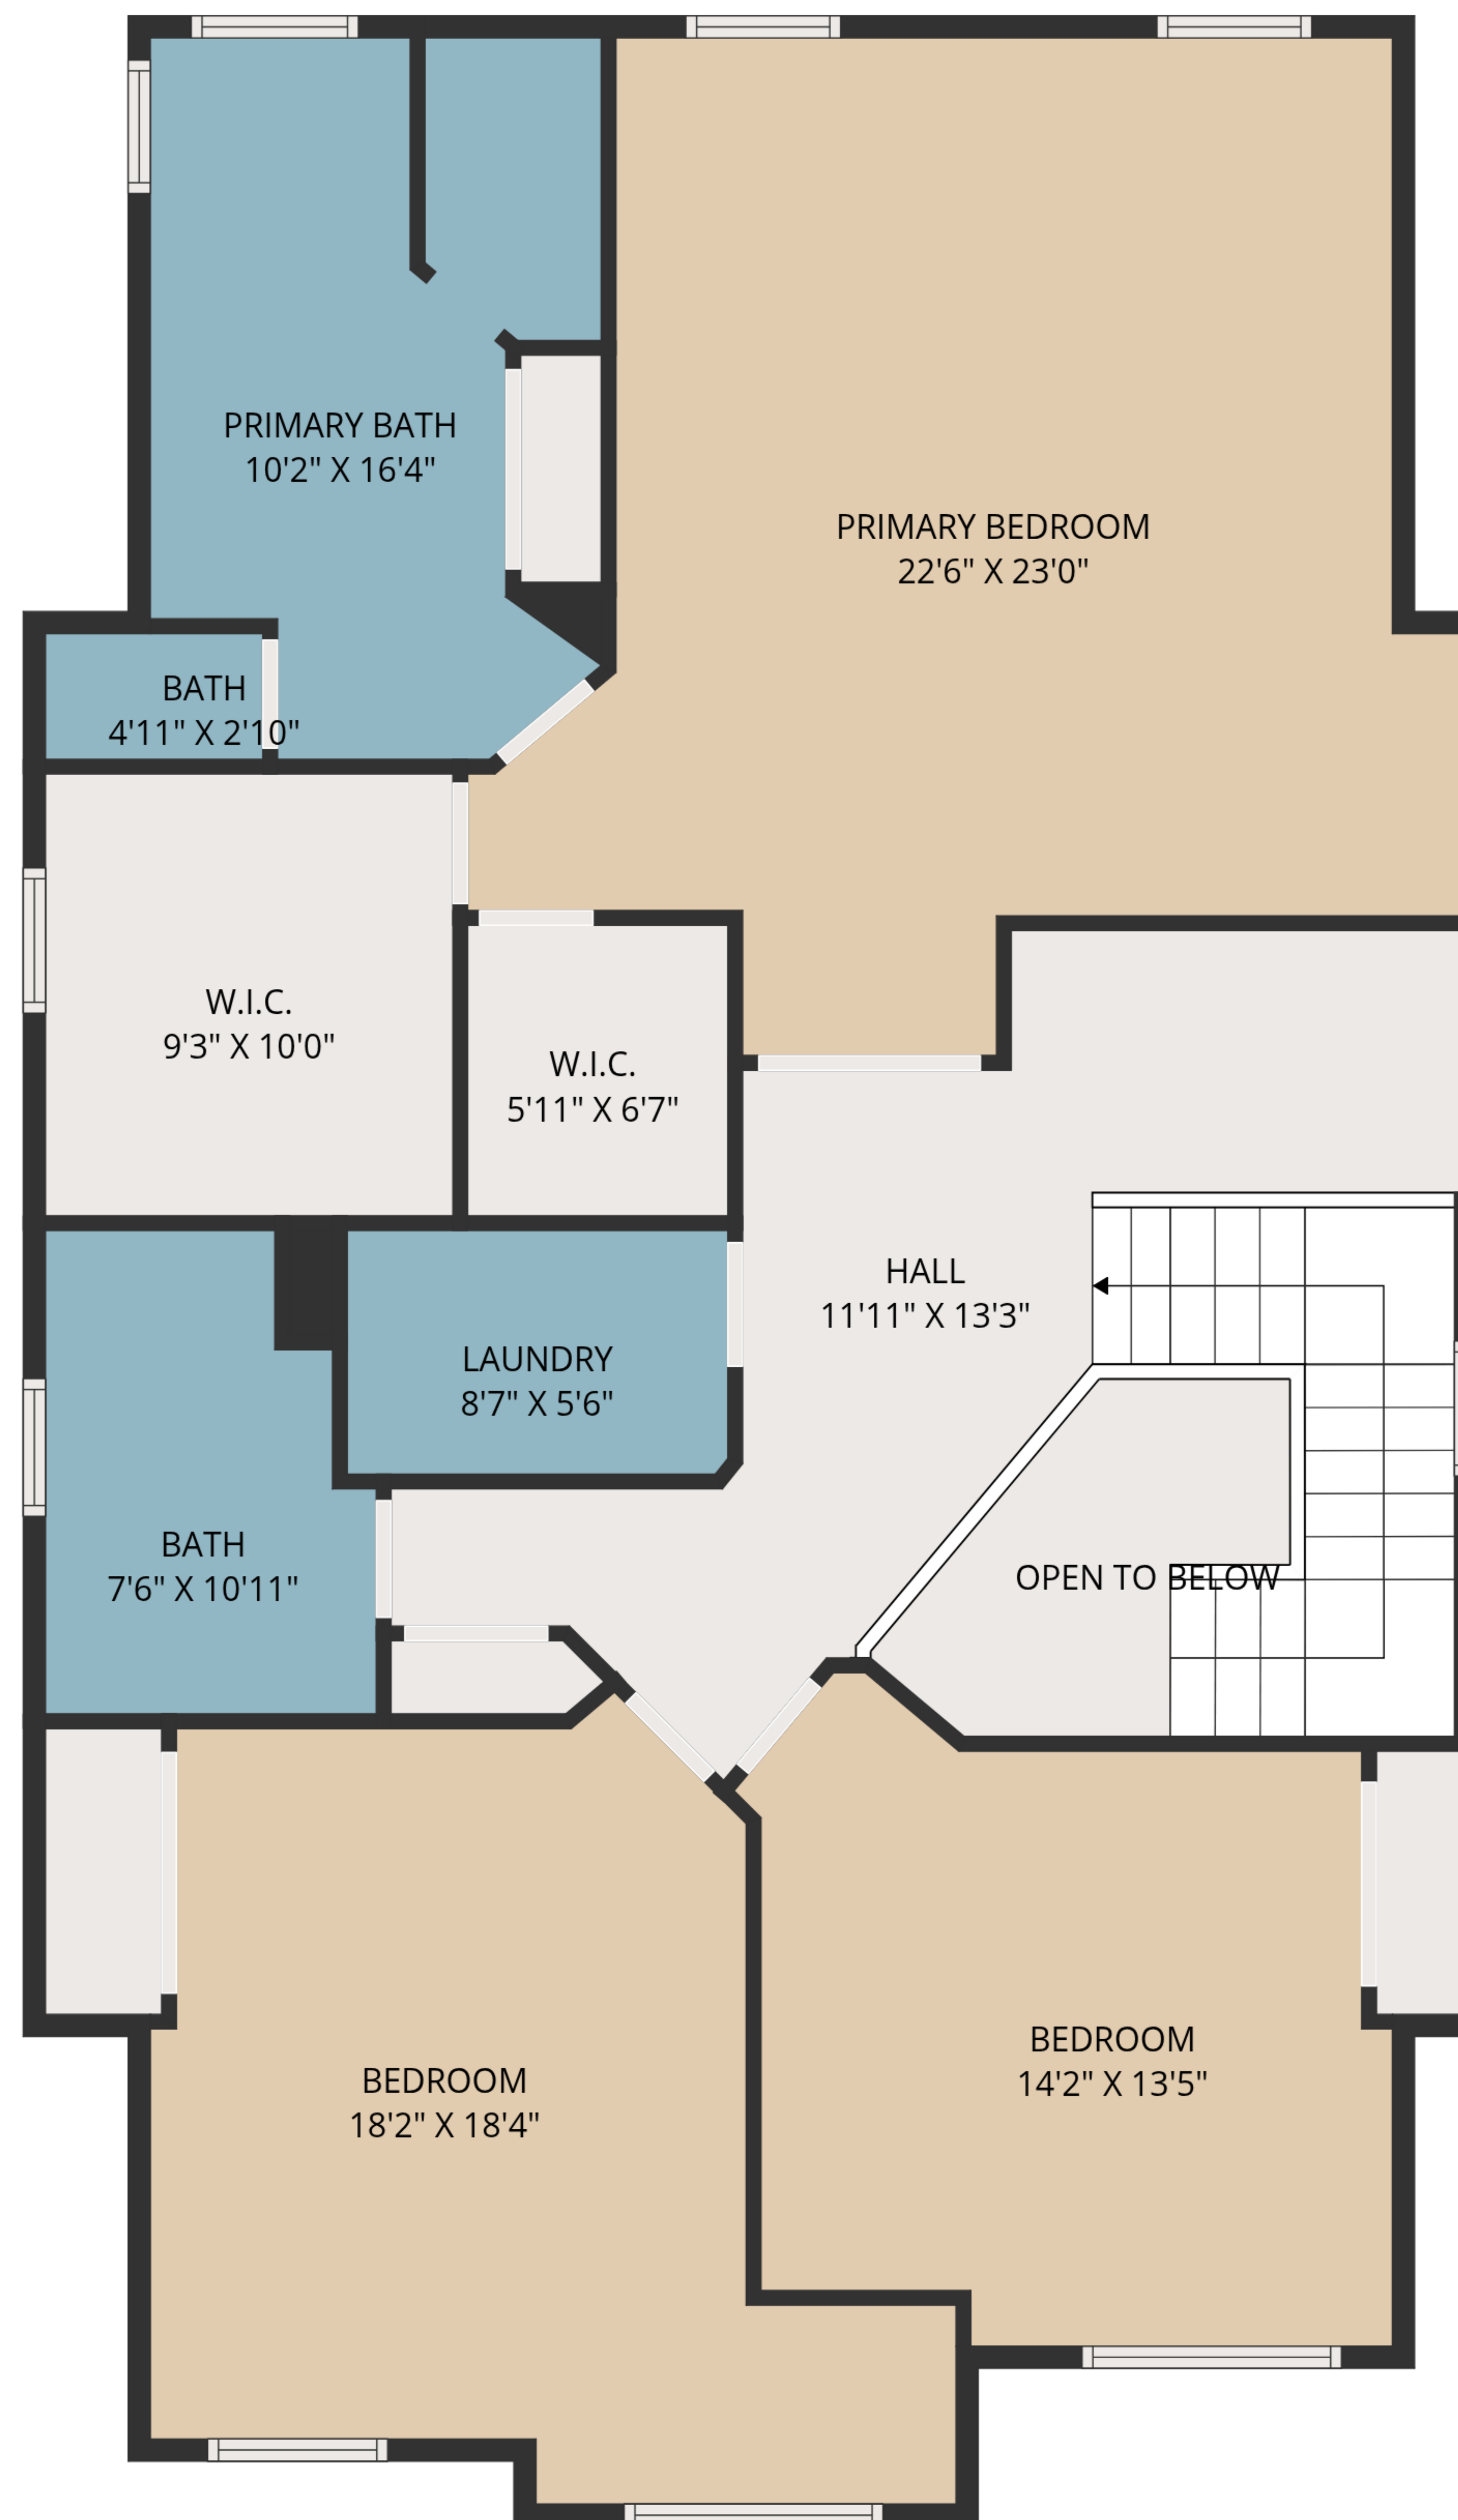 PRIMARY BATH
10'2" X 16'4"
PRIMARY BEDROOM
22'6" X 23'0"
BATH
4'11" X 2'10"
W.I.C.
9'3" X 10'0"
W.I.C.
5'11" X 6'7"
HALL
11'11" X 13'3"
LAUNDRY
8'7" X 5'6"
BATH
7'6" X 10'11"
OPEN TO BELOW
BEDROOM
18'2" X 18'4"
BEDROOM
14'2" X 13'5"